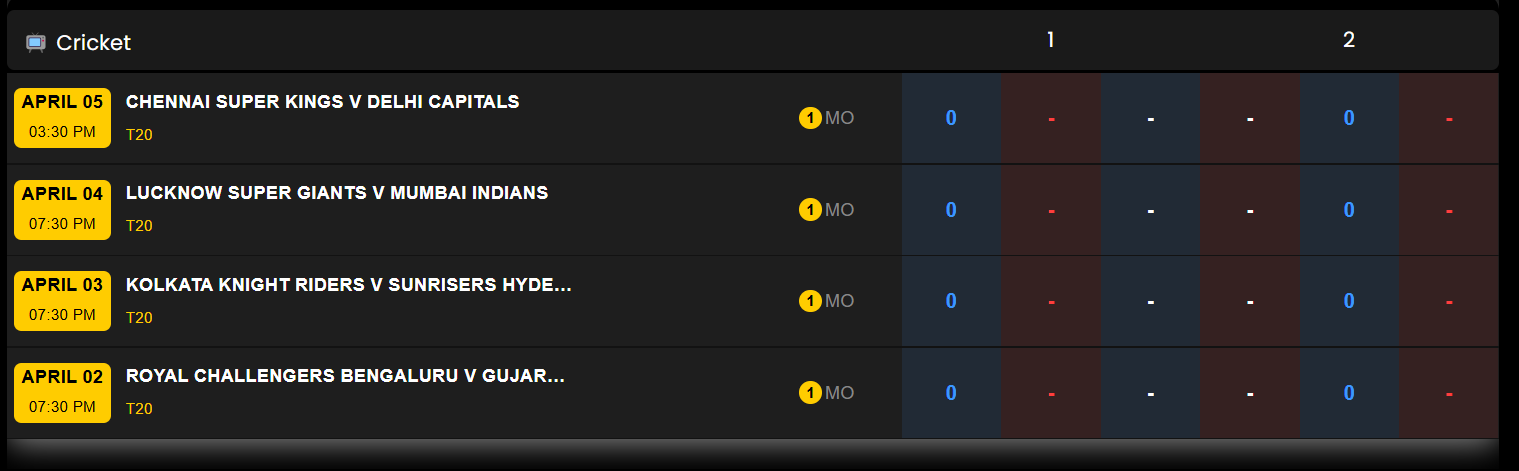 Cricket 1 2
APRIL 05 CHENNAI SUPER KINGS V DELHI CAPITALS
03:30 PM T20
1 MO 0 - - - 0 -
APRIL 04 LUCKNOW SUPER GIANTS V MUMBAI INDIANS
07:30 PM T20
1 MO 0 - - - 0 -
APRIL 03 KOLKATA KNIGHT RIDERS V SUNRISERS HYDE...
07:30 PM T20
1 MO 0 - - - 0 -
APRIL 02 ROYAL CHALLENGERS BENGALURU V GUJAR...
07:30 PM T20
1 MO 0 - - - 0 -